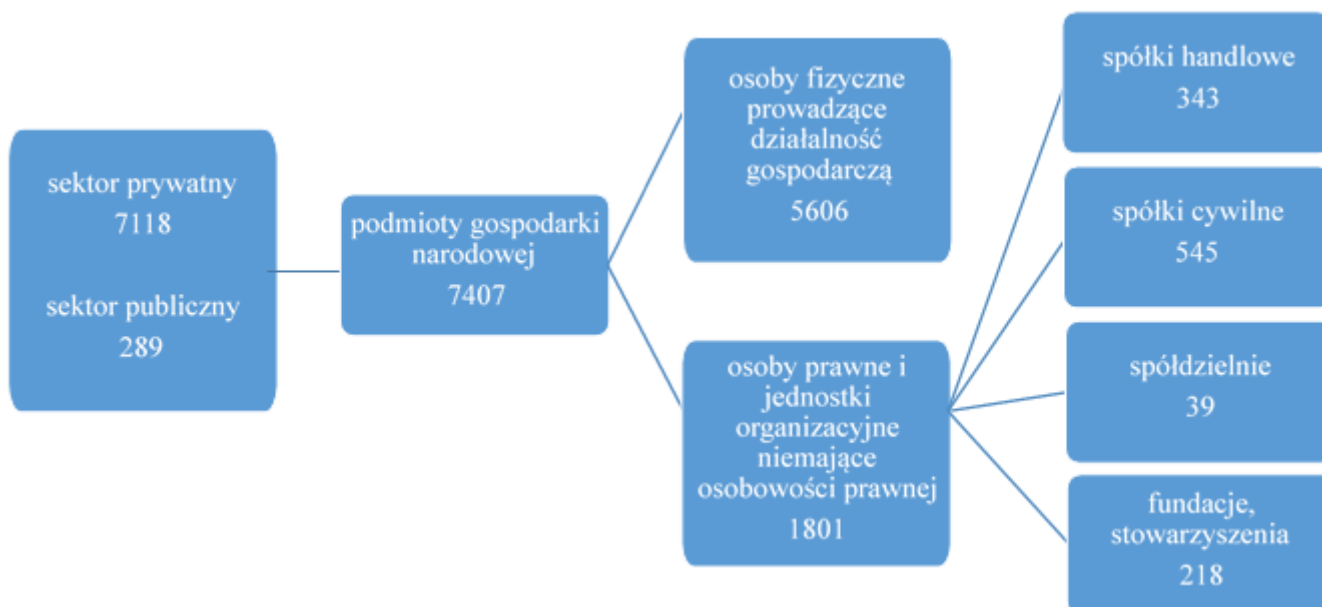 sektor prywatny
7118
sektor publiczny
289
podmioty gospodarki
narodowej
7407
osoby fizyczne
prowadzące
działalność
gospodarczą
5606
osoby prawne i
jednostki
organizacyjne
niemające
osobowości prawnej
1801
spółki handlowe
343
spółki cywilne
545
spółdzielnie
39
fundacje,
stowarzyszenia
218